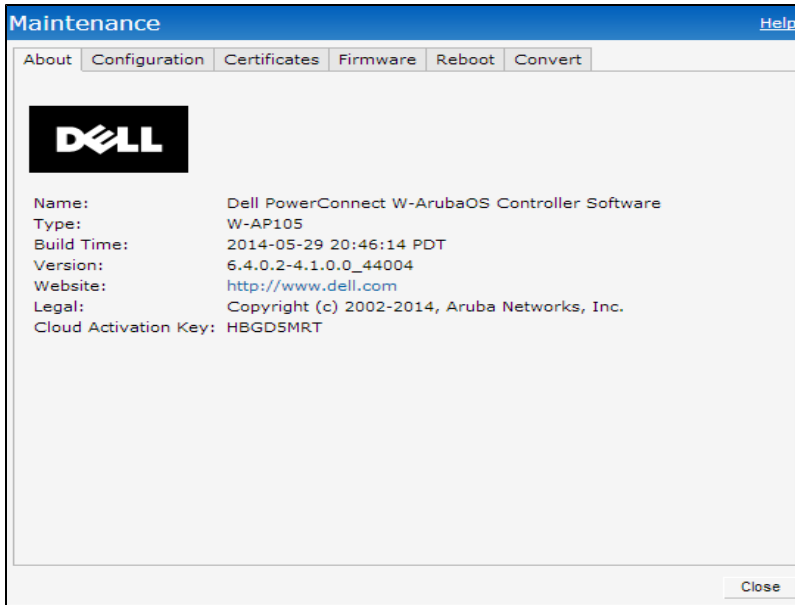 Maintenance Help
About Configuration Certificates Firmware Reboot Convert
DELL
Name: Dell PowerConnect W-ArubaOS Controller Software
Type: W-AP105
Build Time: 2014-05-29 20:46:14 PDT
Version: 6.4.0.2-4.1.0.0_44004
Website: http://www.dell.com
Legal: Copyright (c) 2002-2014, Aruba Networks, Inc.
Cloud Activation Key: HBGD5MRT
Close